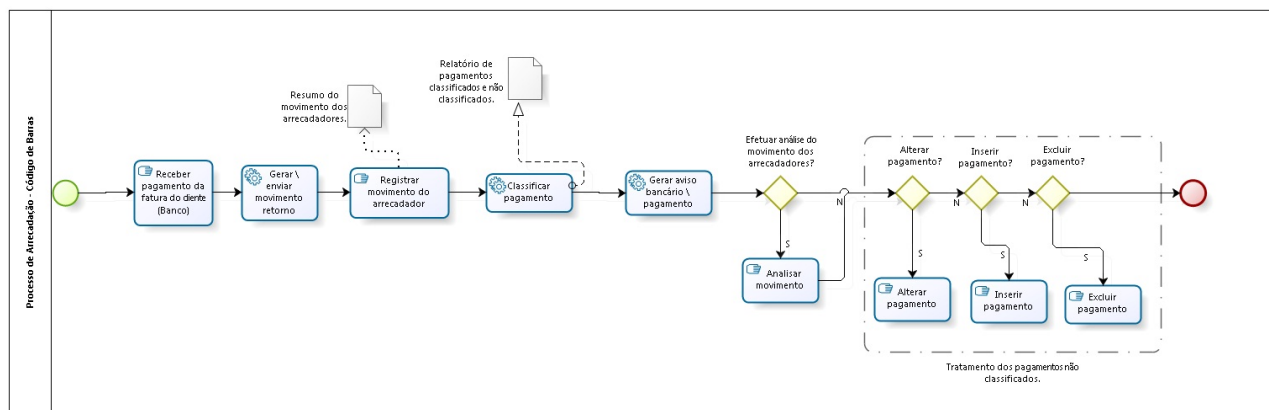 Processo de Arrecadação - Código de Barras
Receber
pagamento da
fatura do cliente
(Banco)
Gerar \
enviar
movimento
retorno
Resumo do
movimento dos
arrecadadores.
Registrar
movimento do
arrecadador
Relatório de
pagamentos
classificados e não
classificados.
Classificar
pagamento
Gerar aviso
bancário \
pagamento
Efetuar análise do
movimento dos
arrecadadores?
N
S
Analisar
movimento
Alterar
pagamento?
N
S
Alterar
pagamento
Inserir
pagamento?
N
S
Inserir
pagamento
Excluir
pagamento?
S
Excluir
pagamento
Tratamento dos pagamentos não
classificados.